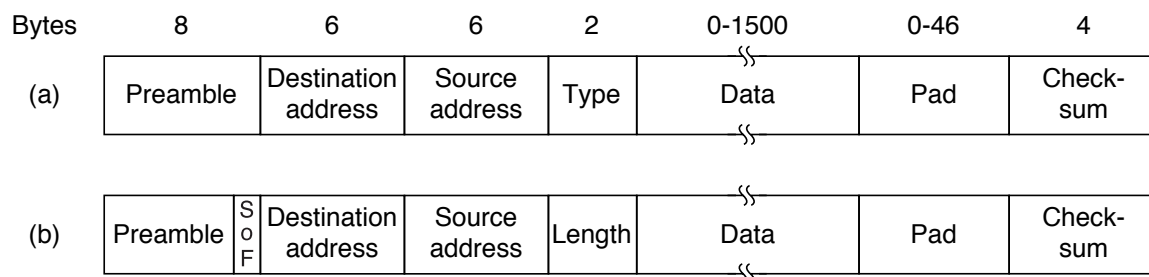 Bytes 8 6 6 2 0-1500 0-46 4
(a) Preamble Destination address Source address Type Data Pad Check-sum
(b) Preamble SoF Destination address Source address Length Data Pad Check-sum